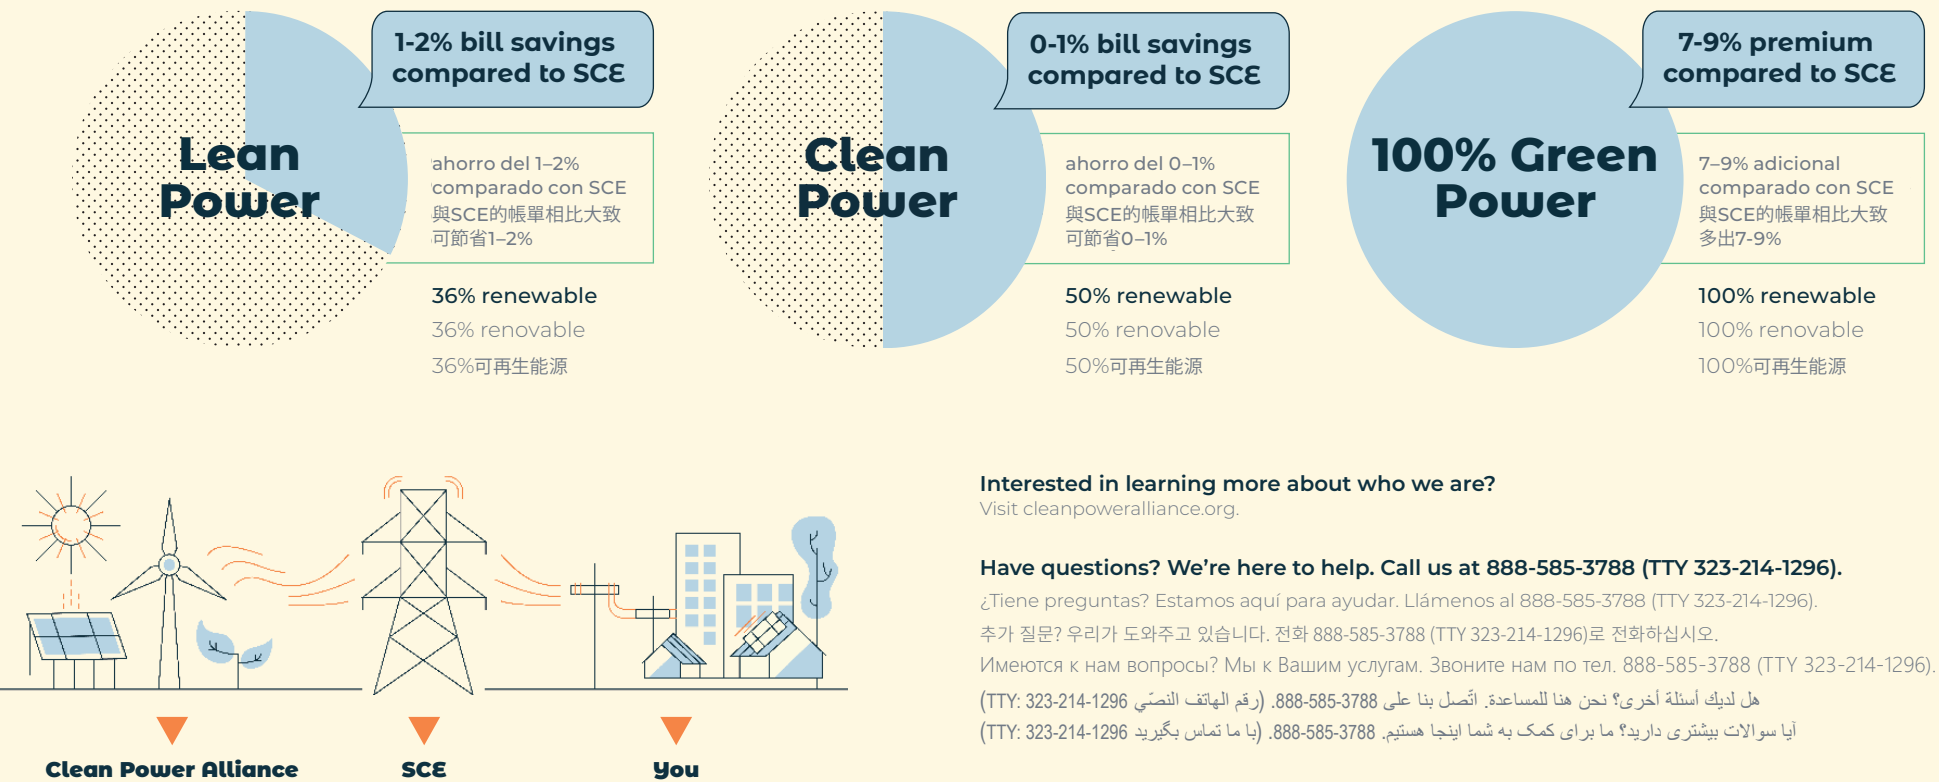 1-2% bill savings
compared to SCE
Lean
Power
ahorro del 1–2%
comparado con SCE
與SCE的帳單相比大致
可節省1–2%
36% renewable
36% renovable
36%可再生能源
0-1% bill savings
compared to SCE
Clean
Power
ahorro del 0–1%
comparado con SCE
與SCE的帳單相比大致
可節省0–1%
50% renewable
50% renovable
50%可再生能源
7-9% premium
compared to SCE
100% Green
Power
7–9% adicional
comparado con SCE
與SCE的帳單相比大致
多出7-9%
100% renewable
100% renovable
100%可再生能源
Clean Power Alliance
SCE
You
Interested in learning more about who we are?
Visit cleanpoweralliance.org.
Have questions? We’re here to help. Call us at 888-585-3788 (TTY 323-214-1296).
¿Tiene preguntas? Estamos aquí para ayudar. Llámenos al 888-585-3788 (TTY 323-214-1296).
추가 질문? 우리가 도와주고 있습니다. 전화 888-585-3788 (TTY 323-214-1296)로 전화하십시오.
Имеются к нам вопросы? Мы к Вашим услугам. Звоните нам по тел. 888-585-3788 (TTY 323-214-1296).
هل لديك أسئلة أخرى؟ نحن هنا للمساعدة. اتّصل بنا على 888-585-3788. (رقم الهاتف النصّي TTY: 323-214-1296)
آیا سوالات بیشتری دارید؟ ما برای کمک به شما اینجا هستیم. 888-585-3788. (با ما تماس بگیرید TTY: 323-214-1296)